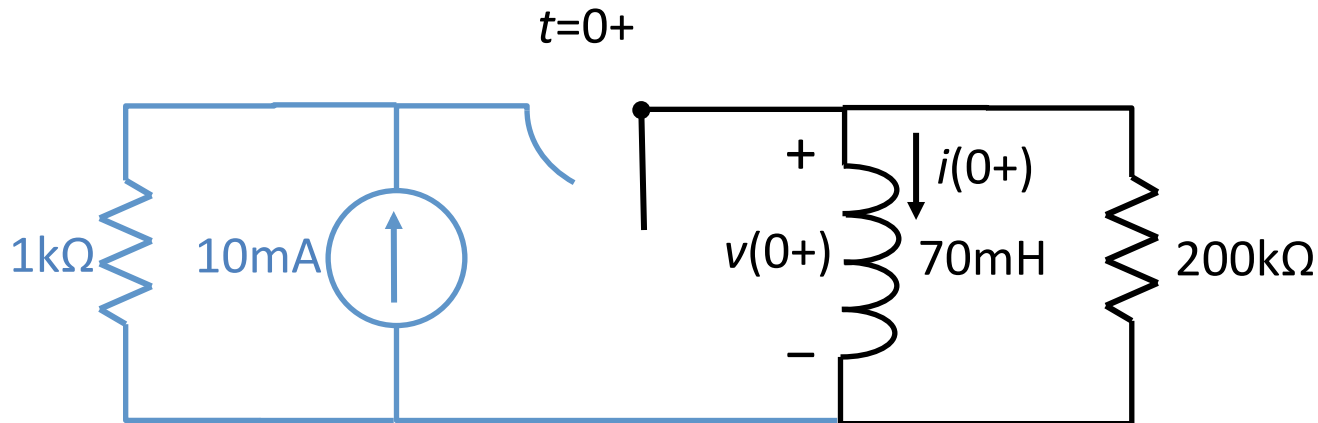 t=0+
+
i(0+)
1kΩ
10mA
v(0+)
70mH
200kΩ
−